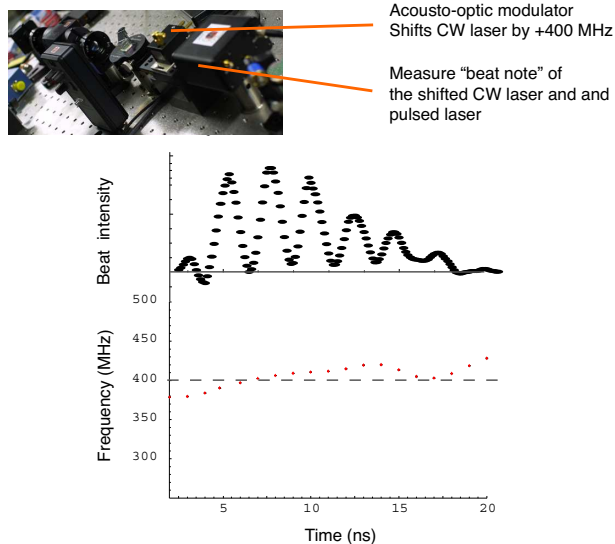 Acousto-optic modulator
Shifts CW laser by +400 MHz
Measure “beat note” of
the shifted CW laser and and
pulsed laser
Beat intensity
Frequency (MHz)
500
450
400
350
300
5
10
15
20
Time (ns)